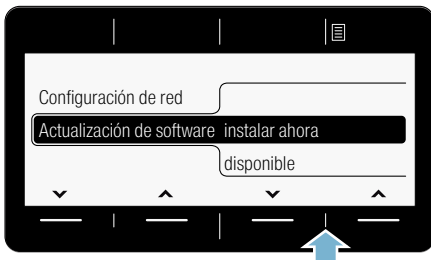 Configuración de red
Actualización de software instalar ahora
disponible